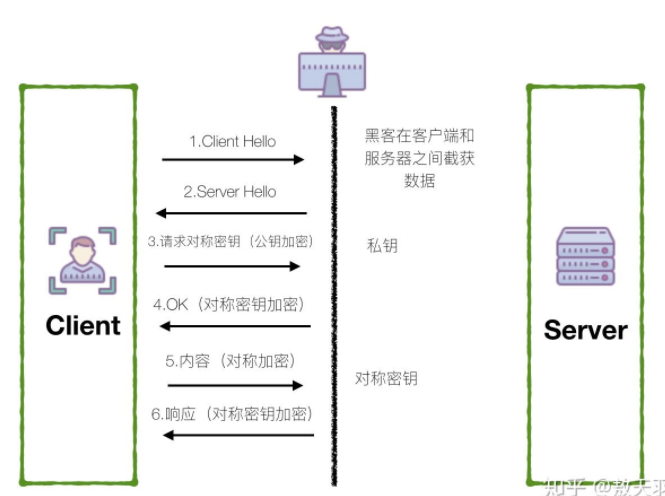 1.Client Hello
黑客在客户端和
服务器之间截获
数据
2.Server Hello
3.请求对称密钥（公钥加密）
私钥
4.OK（对称密钥加密）
Client
Server
5.内容（对称加密）
对称密钥
6.响应（对称密钥加密）
知乎 @敖天羽